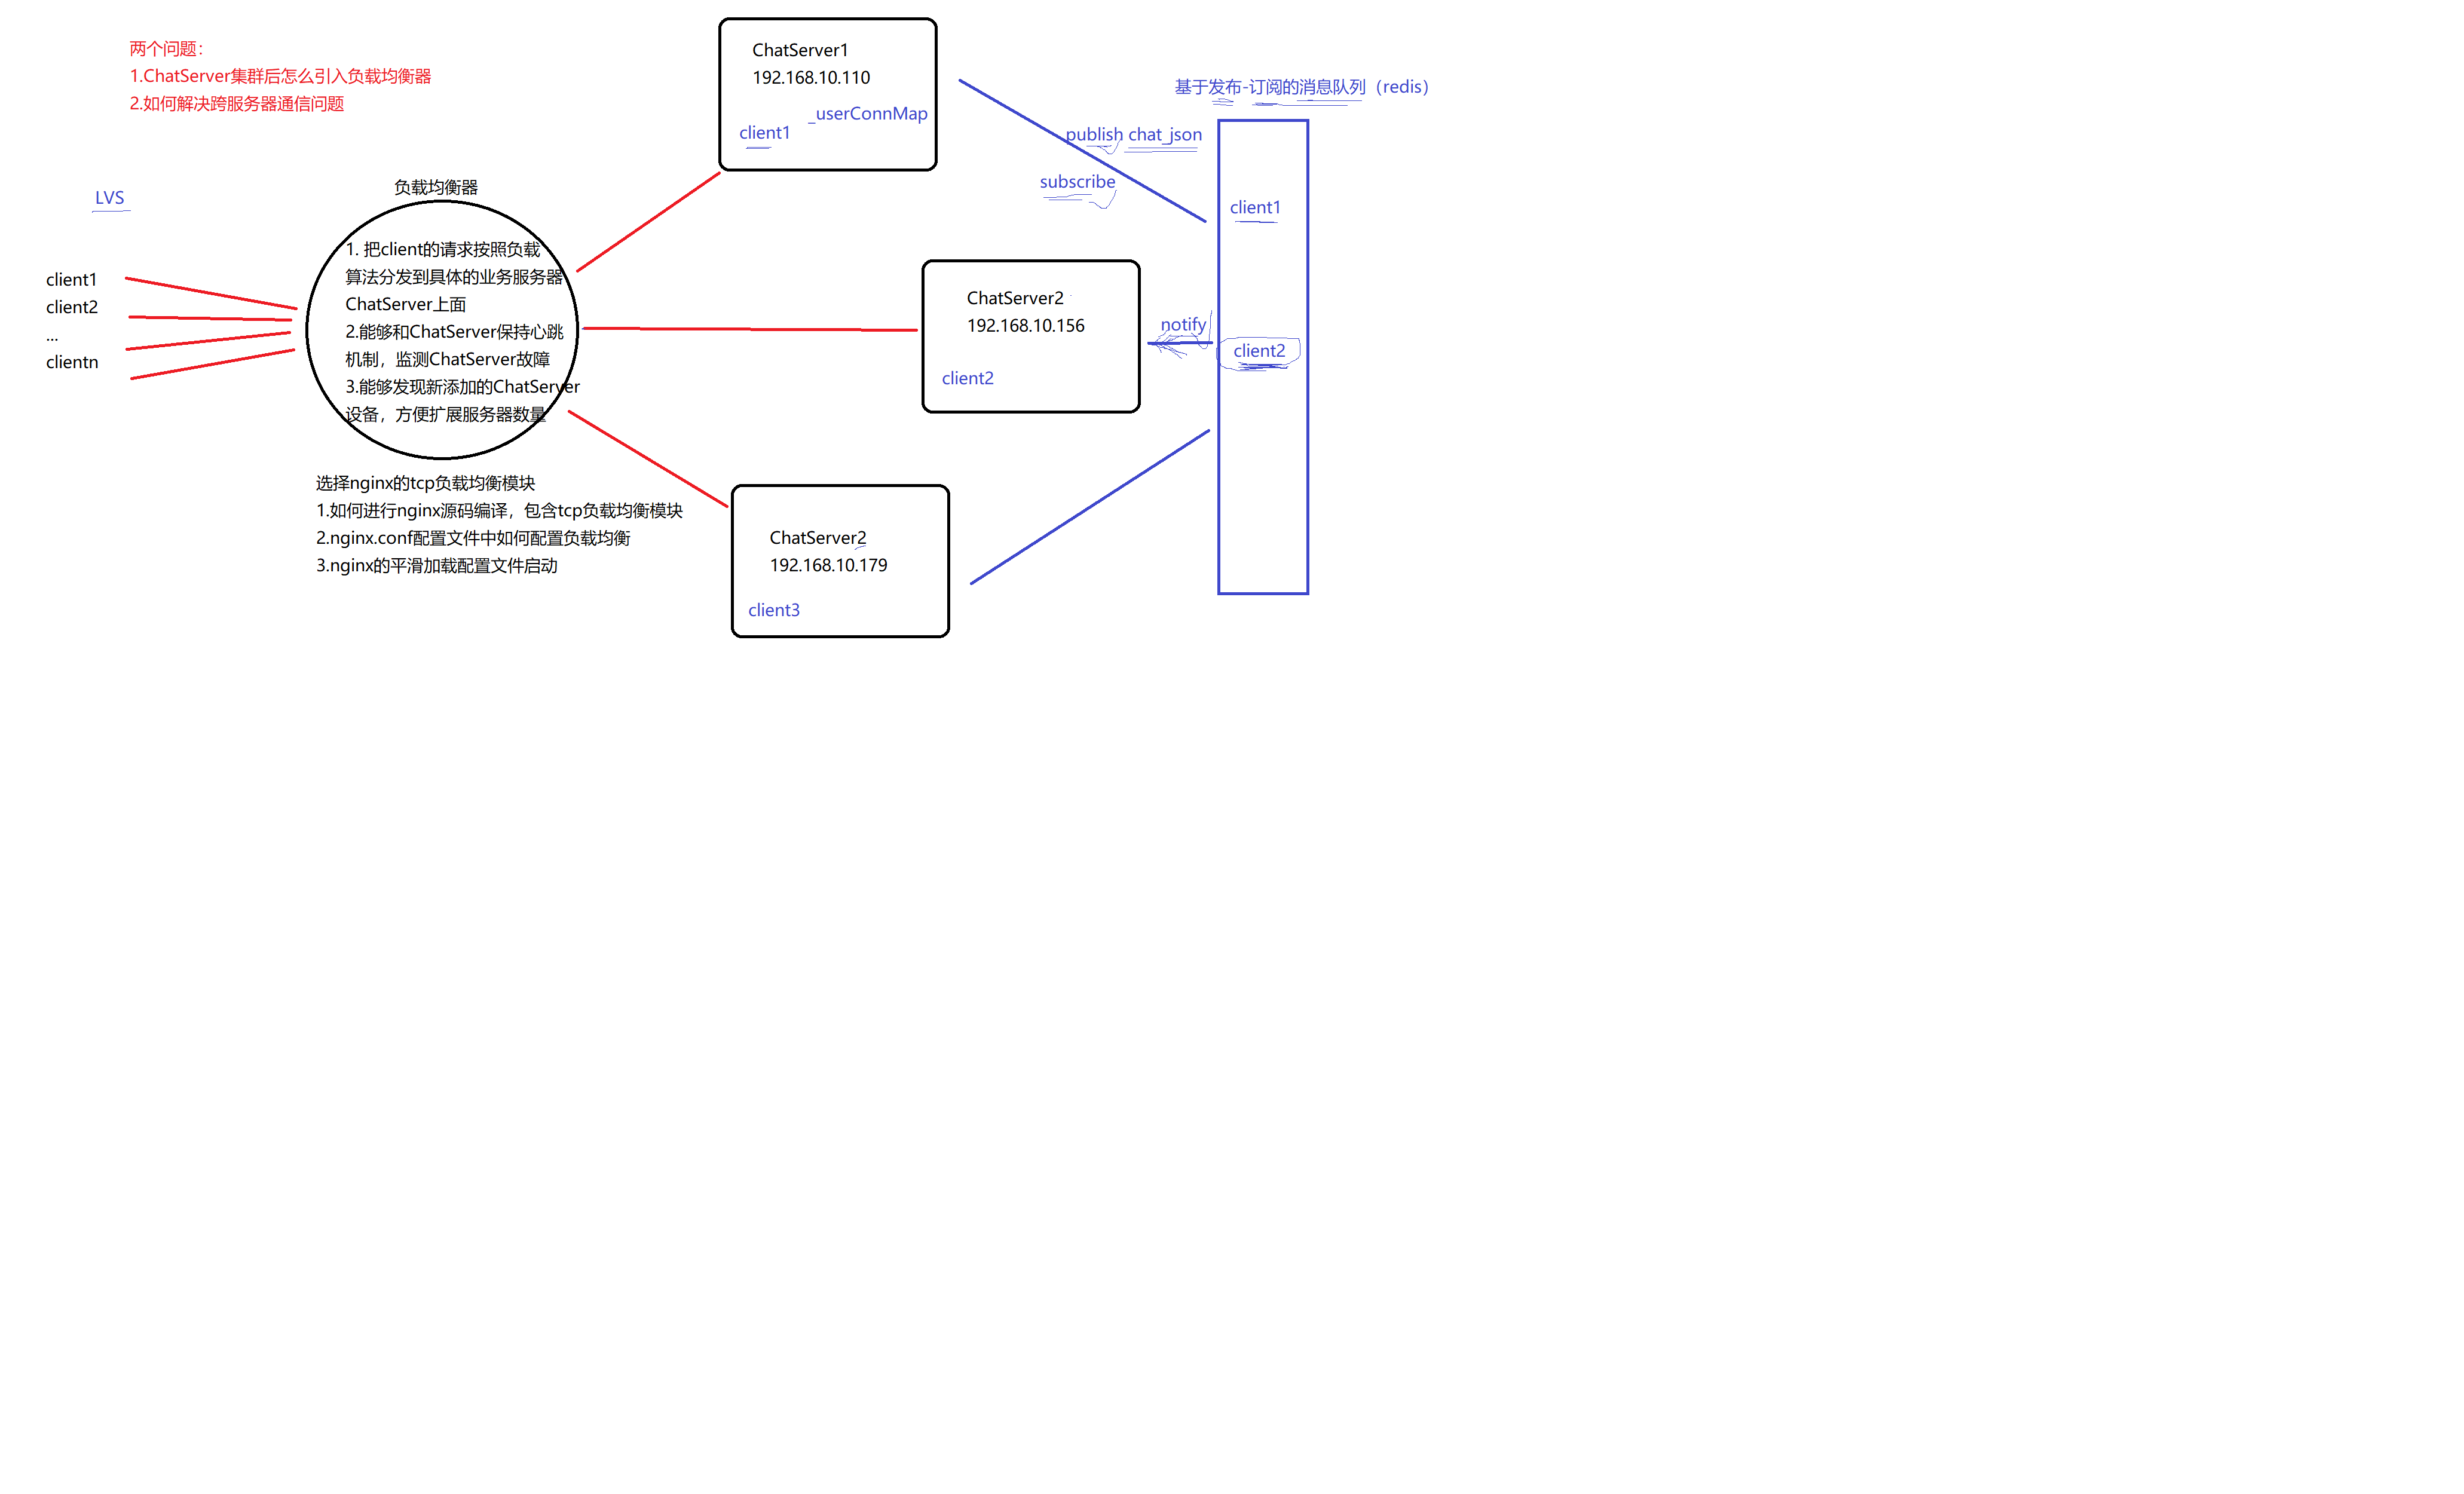 两个问题：
1.ChatServer集群后怎么引入负载均衡器
2.如何解决跨服务器通信问题
LVS
client1
client2
...
clientn
负载均衡器
1. 把client的请求按照负载
算法分发到具体的业务服务器
ChatServer上面
2.能够和ChatServer保持心跳
机制，监测ChatServer故障
3.能够发现新添加的ChatServer
设备，方便扩展服务器数量
选择nginx的tcp负载均衡模块
1.如何进行nginx源码编译，包含tcp负载均衡模块
2.nginx.conf配置文件中如何配置负载均衡
3.nginx的平滑加载配置文件启动
ChatServer1
192.168.10.110
_userConnMap
client1
ChatServer2
192.168.10.156
client2
ChatServer2
192.168.10.179
client3
基于发布-订阅的消息队列（redis）
publish chat_json
subscribe
client1
notify
client2